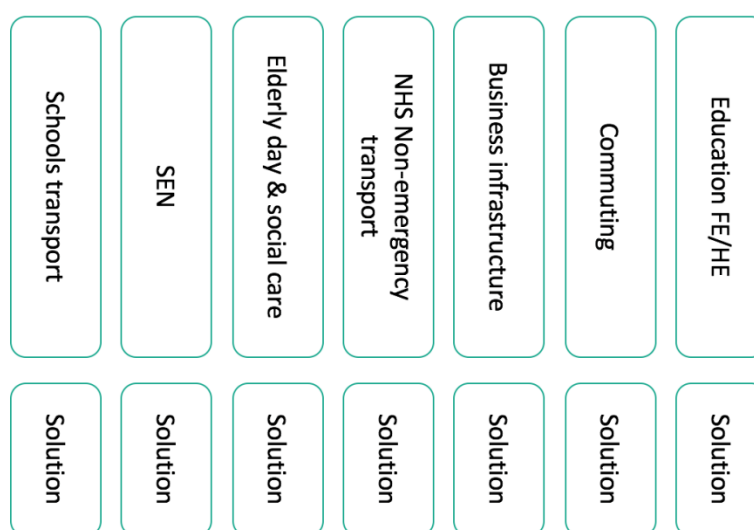 Schools transport
SEN
Elderly day & social care
NHS Non-emergency
transport
Business infrastructure
Commuting
Education FE/HE
Solution
Solution
Solution
Solution
Solution
Solution
Solution